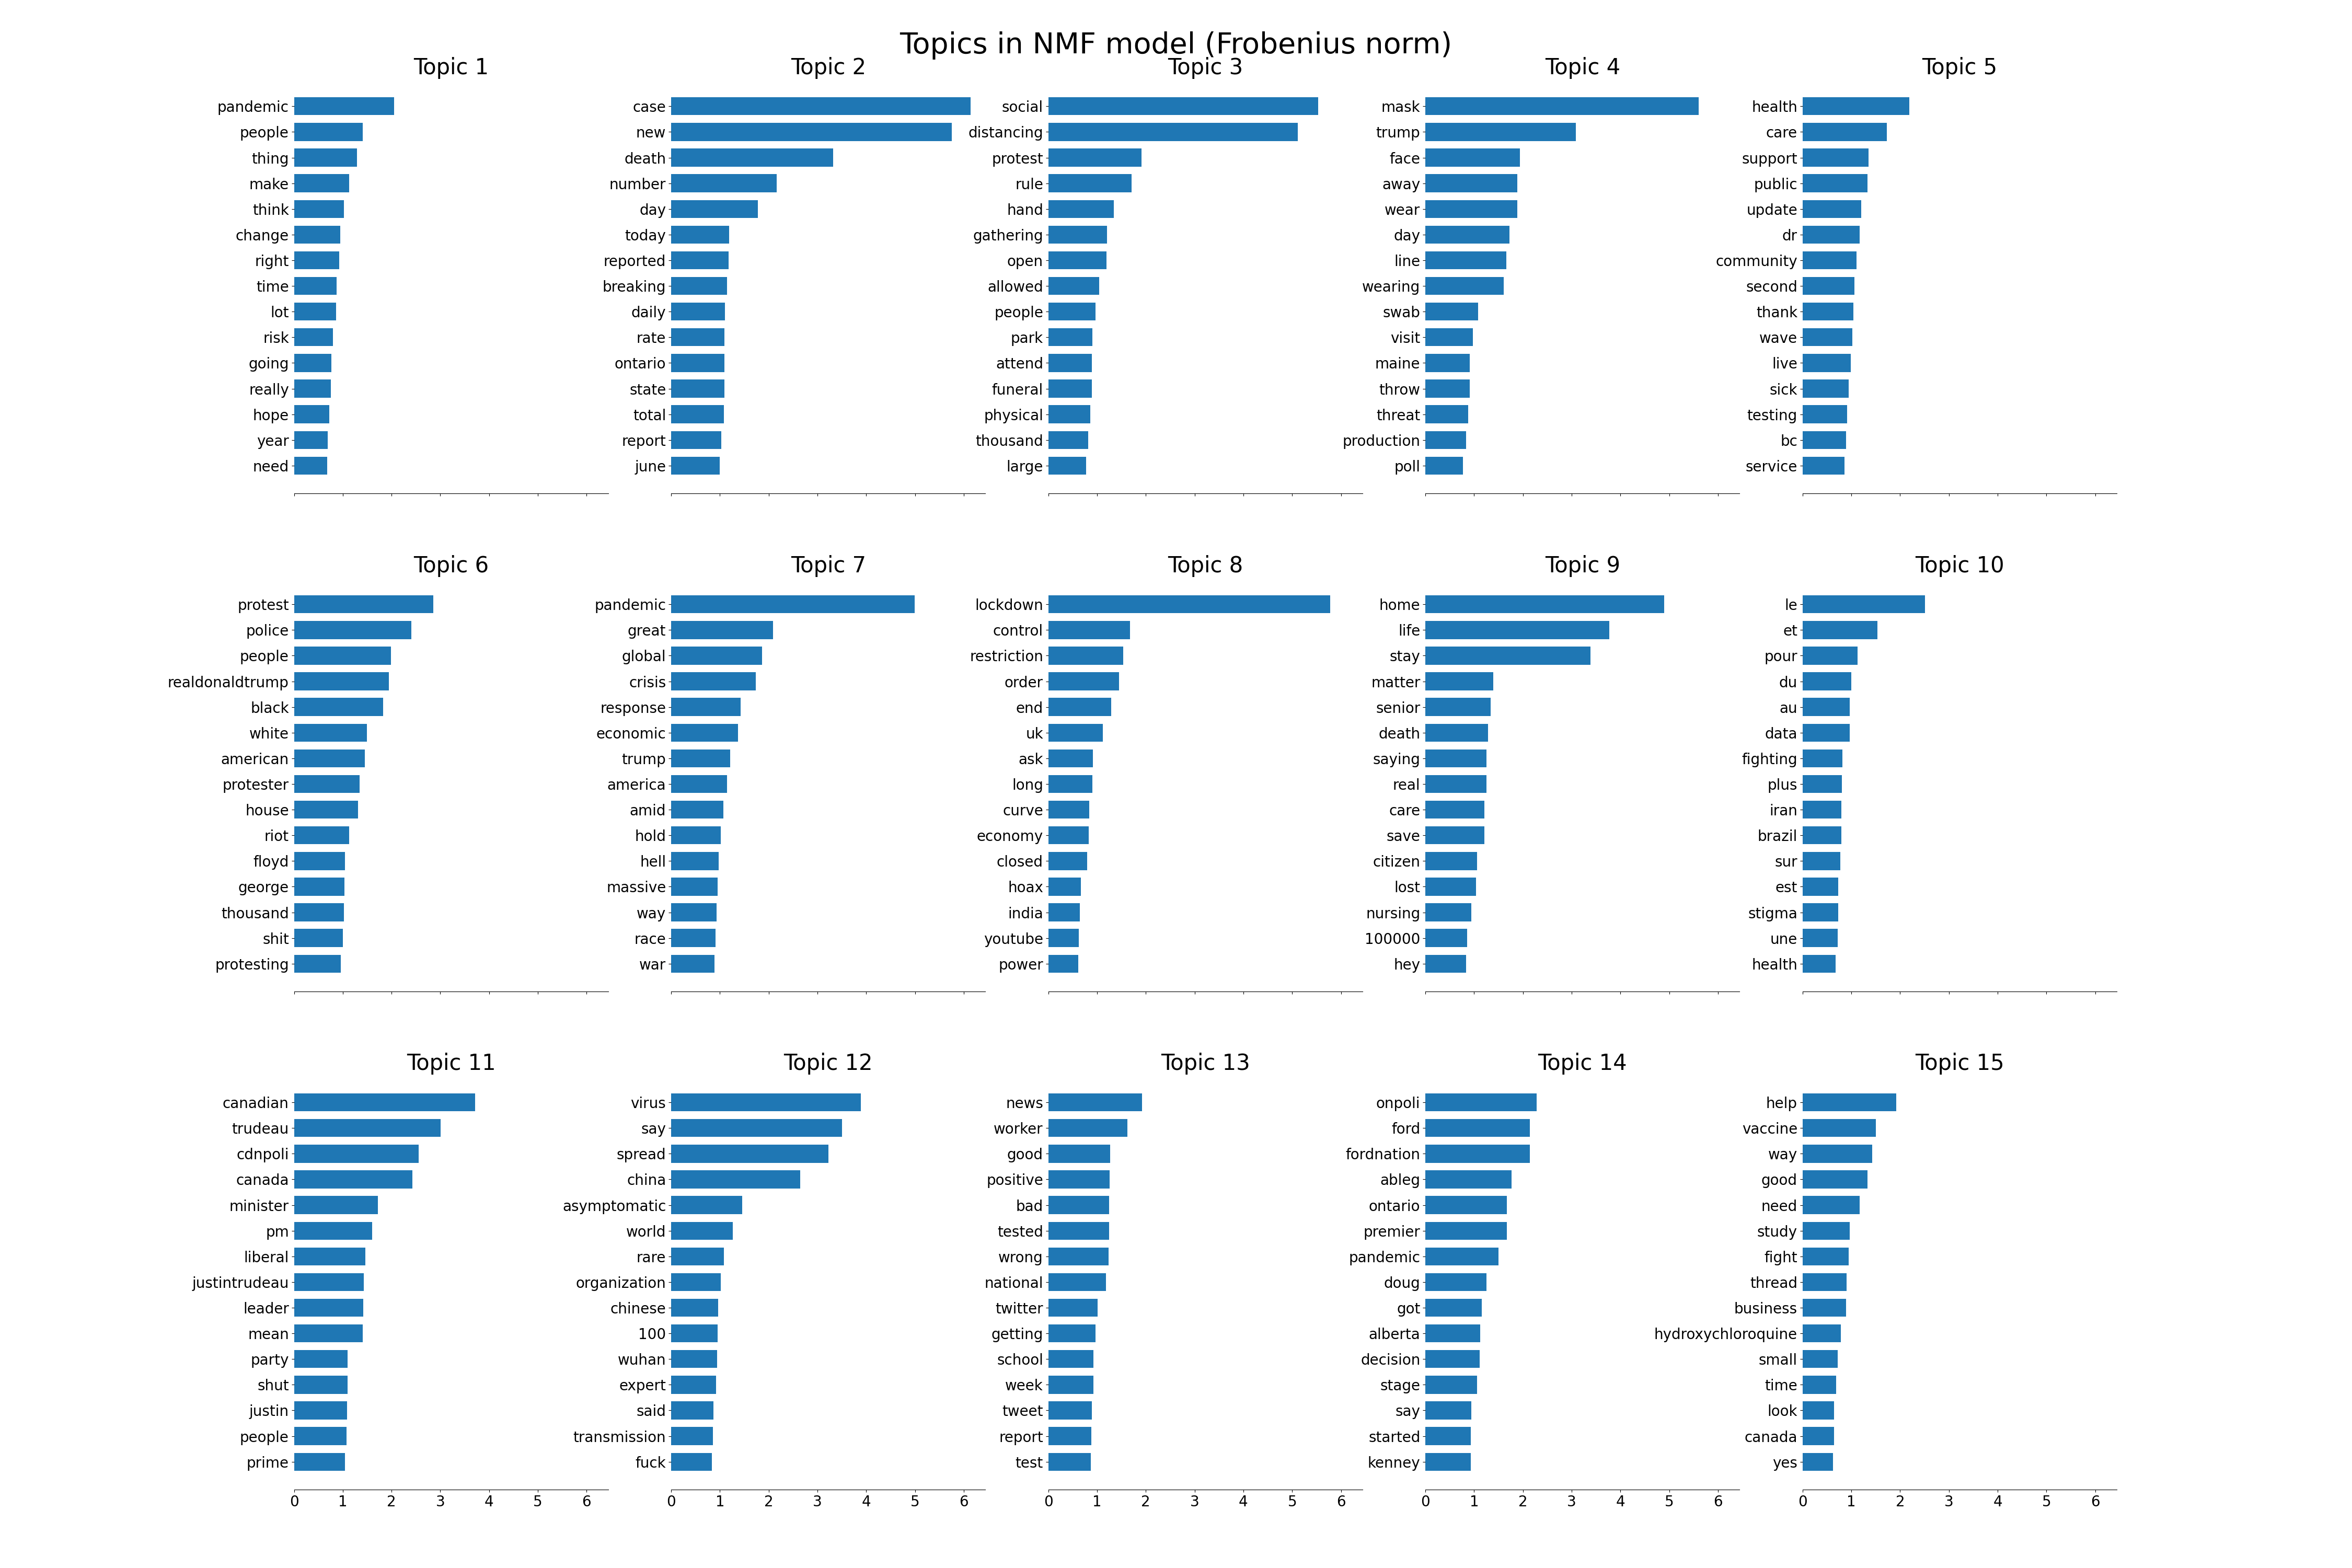 Topics in NMF model (Frobenius norm)
Topic 1
pandemic
people
thing
make
think
change
right
time
lot
risk
going
really
hope
year
need
Topic 2
case
new
death
number
day
today
reported
breaking
daily
rate
ontario
state
total
report
june
Topic 3
social
distancing
protest
rule
hand
gathering
open
allowed
people
park
attend
funeral
physical
thousand
large
Topic 4
mask
trump
face
away
wear
day
line
wearing
swab
visit
maine
throw
threat
production
poll
Topic 5
health
care
support
public
update
dr
community
second
thank
wave
live
sick
testing
bc
service
Topic 6
protest
police
people
realdonaldtrump
black
white
american
protester
house
riot
floyd
george
thousand
shit
protesting
Topic 7
pandemic
great
global
crisis
response
economic
trump
america
amid
hold
hell
massive
way
race
war
Topic 8
lockdown
control
restriction
order
end
uk
ask
long
curve
economy
closed
hoax
india
youtube
power
Topic 9
home
life
stay
matter
senior
death
saying
real
care
save
citizen
lost
nursing
100000
hey
Topic 10
le
et
pour
du
au
data
fighting
plus
iran
brazil
sur
est
stigma
une
health
Topic 11
canadian
trudeau
cdnpoli
canada
minister
pm
liberal
justintrudeau
leader
mean
party
shut
justin
people
prime
0 1 2 3 4 5 6
Topic 12
virus
say
spread
china
asymptomatic
world
rare
organization
chinese
100
wuhan
expert
said
transmission
fuck
0 1 2 3 4 5 6
Topic 13
news
worker
good
positive
bad
tested
wrong
national
twitter
getting
school
week
tweet
report
test
0 1 2 3 4 5 6
Topic 14
onpoli
ford
fordnation
ableg
ontario
premier
pandemic
doug
got
alberta
decision
stage
say
started
kenney
0 1 2 3 4 5 6
Topic 15
help
vaccine
way
good
need
study
fight
thread
business
hydroxychloroquine
small
time
look
canada
yes
0 1 2 3 4 5 6